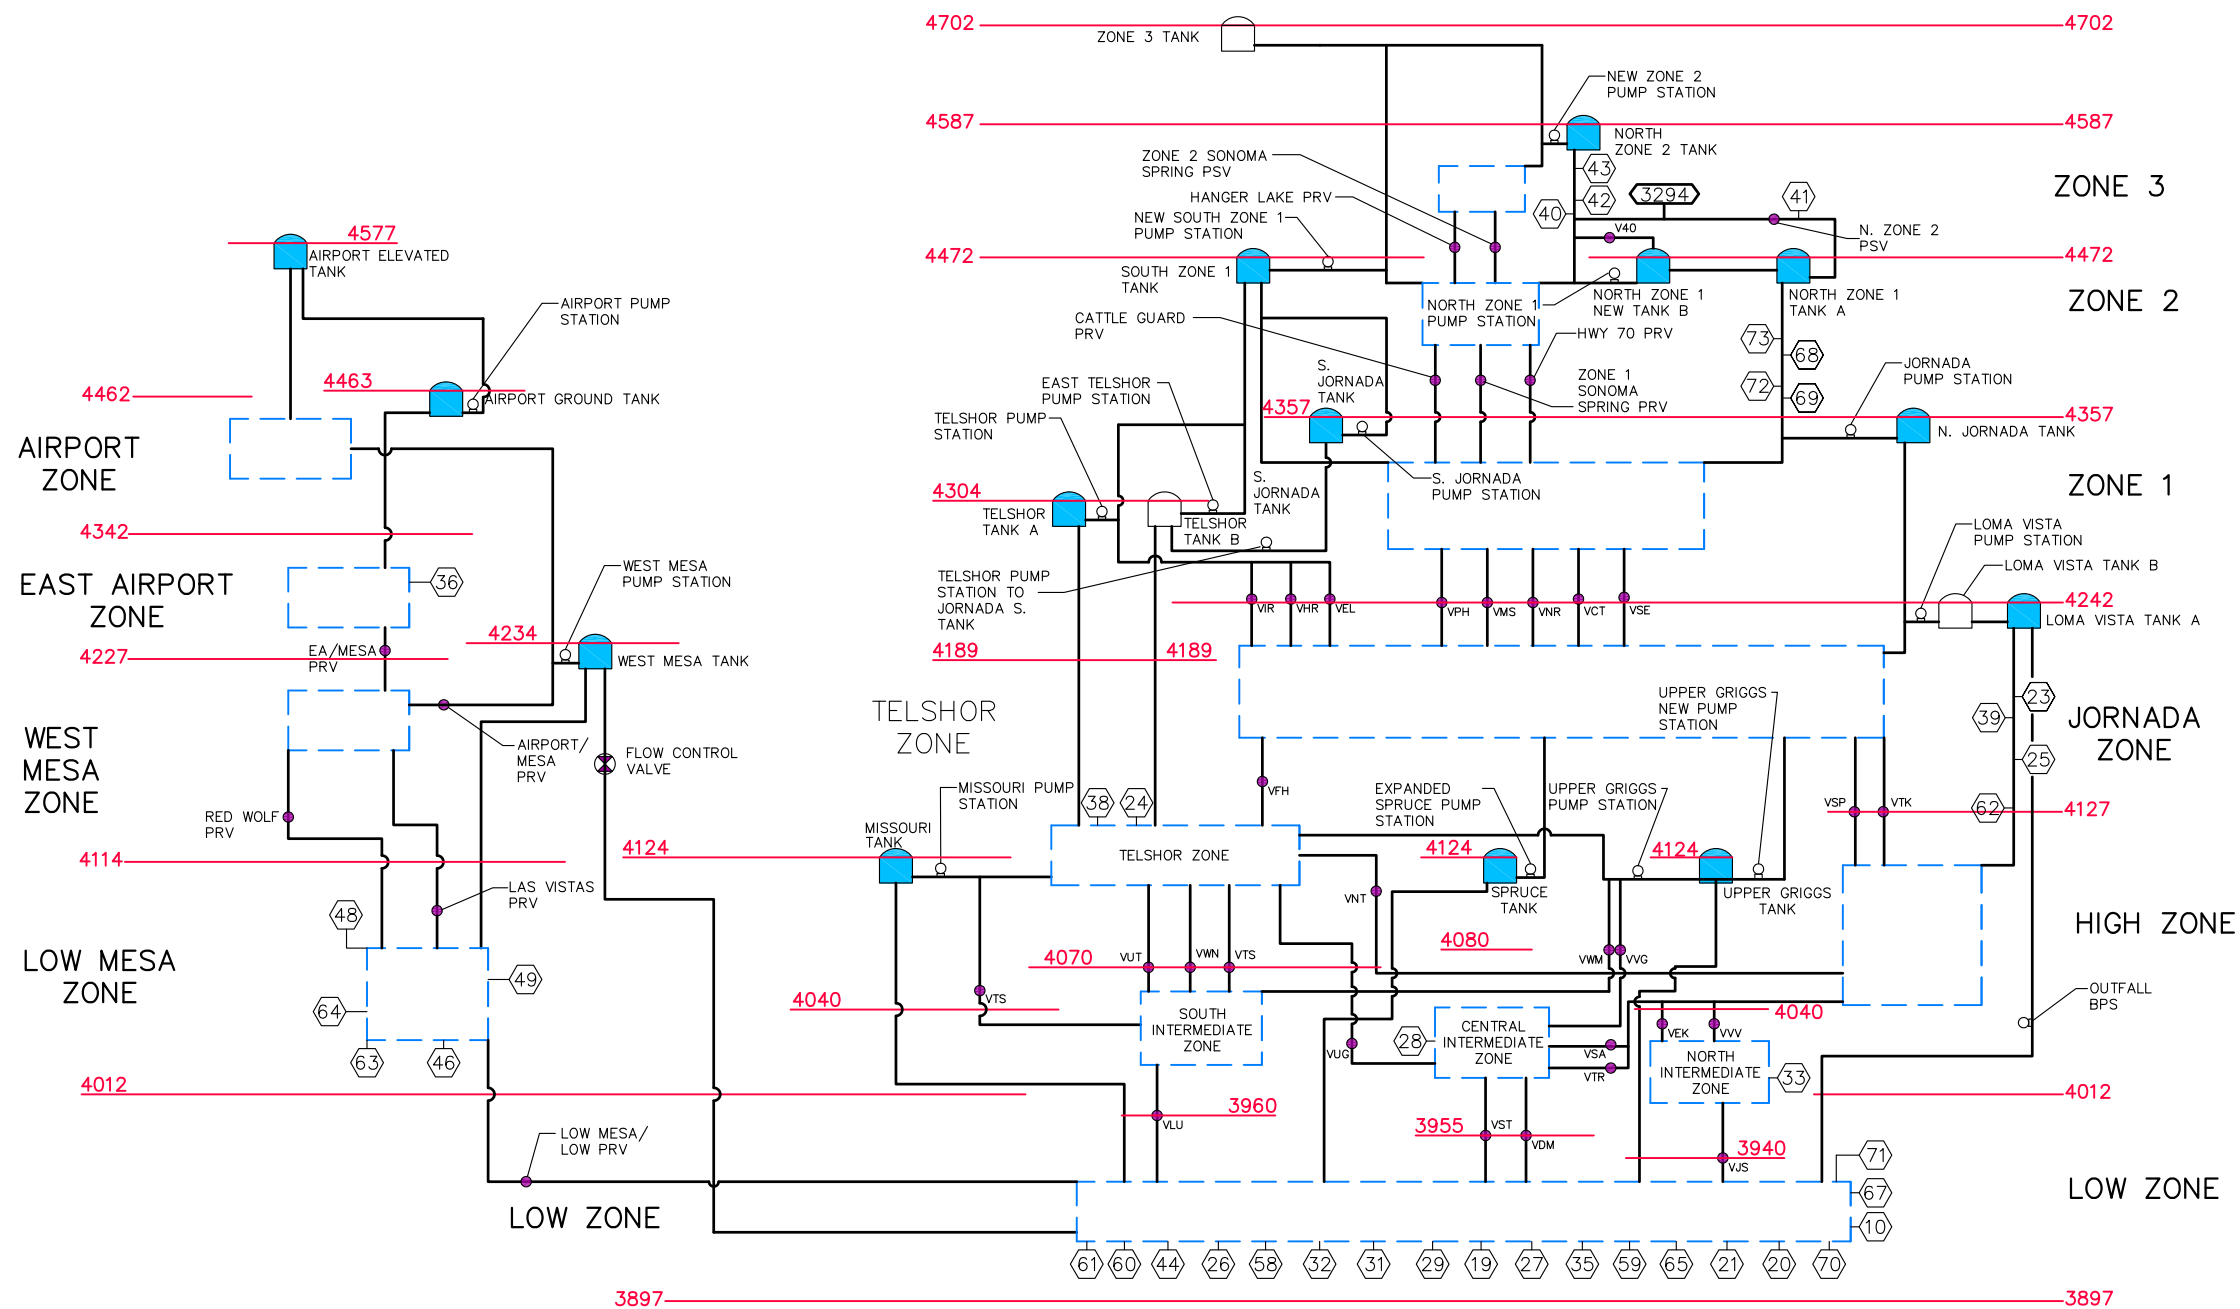 4702
4702
ZONE 3 TANK
NEW ZONE 2
PUMP STATION
4587
4587
NORTH
ZONE 2 TANK
ZONE 2 SONOMA
SPRING PSV
43
ZONE 3
HANGER LAKE PRV
3294
41
42
40
NEW SOUTH ZONE 1
PUMP STATION
V40
N. ZONE 2
PSV
4577
AIRPORT ELEVATED
TANK
4472
4472
SOUTH ZONE 1
TANK
NORTH ZONE 1
PUMP STATION
NORTH ZONE 1
NEW TANK B
NORTH ZONE 1
TANK A
ZONE 2
AIRPORT PUMP
STATION
CATTLE GUARD
PRV
HWY 70 PRV
73
68
JORNADA
PUMP STATION
4463
4462
AIRPORT GROUND TANK
S.
JORNADA
TANK
EAST TELSHOR
PUMP STATION
ZONE 1
SONOMA
SPRING PRV
72
69
TELSHOR PUMP
STATION
4357
4357
N. JORNADA TANK
AIRPORT
ZONE
S. JORNADA
PUMP STATION
S.
JORNADA
TANK
ZONE 1
4304
TELSHOR
TANK A
TELSHOR
TANK B
4342
LOMA VISTA
PUMP STATION
LOMA VISTA TANK B
WEST MESA
PUMP STATION
EAST AIRPORT
ZONE
36
TELSHOR PUMP
STATION TO
JORNADA S.
TANK
VIR
VHR
VEL
VPH
VMS
VNR
VCT
VSE
4242
LOMA VISTA TANK A
4234
WEST MESA TANK
EA/MESA
PRV
4227
4189
4189
TELSHOR
ZONE
UPPER GRIGGS
NEW PUMP
STATION
23
39
JORNADA
ZONE
WEST
MESA
ZONE
AIRPORT/
MESA
PRV
FLOW CONTROL
VALVE
25
MISSOURI PUMP
STATION
VFH
EXPANDED
SPRUCE PUMP
STATION
UPPER GRIGGS
PUMP STATION
38
24
VSP
VTK
62
4127
RED WOLF
PRV
MISSOURI
TANK
4114
4124
TELSHOR ZONE
4124
4124
LAS VISTAS
PRV
VNT
SPRUCE
TANK
UPPER GRIGGS
TANK
48
HIGH ZONE
4080
LOW MESA
ZONE
4070
VUT
VWN
VTS
VWM
VVG
49
VTS
4040
OUTFALL
BPS
64
SOUTH
INTERMEDIATE
ZONE
4040
28
CENTRAL
INTERMEDIATE
ZONE
VUG
VSA
VTR
VEK
VVV
NORTH
INTERMEDIATE
ZONE
33
63
46
4012
4012
3960
VLU
3955
VST
VDM
3940
VJS
LOW MESA/
LOW PRV
71
67
10
LOW ZONE
LOW ZONE
61
60
44
26
58
32
31
29
19
27
35
59
65
21
20
70
3897
3897